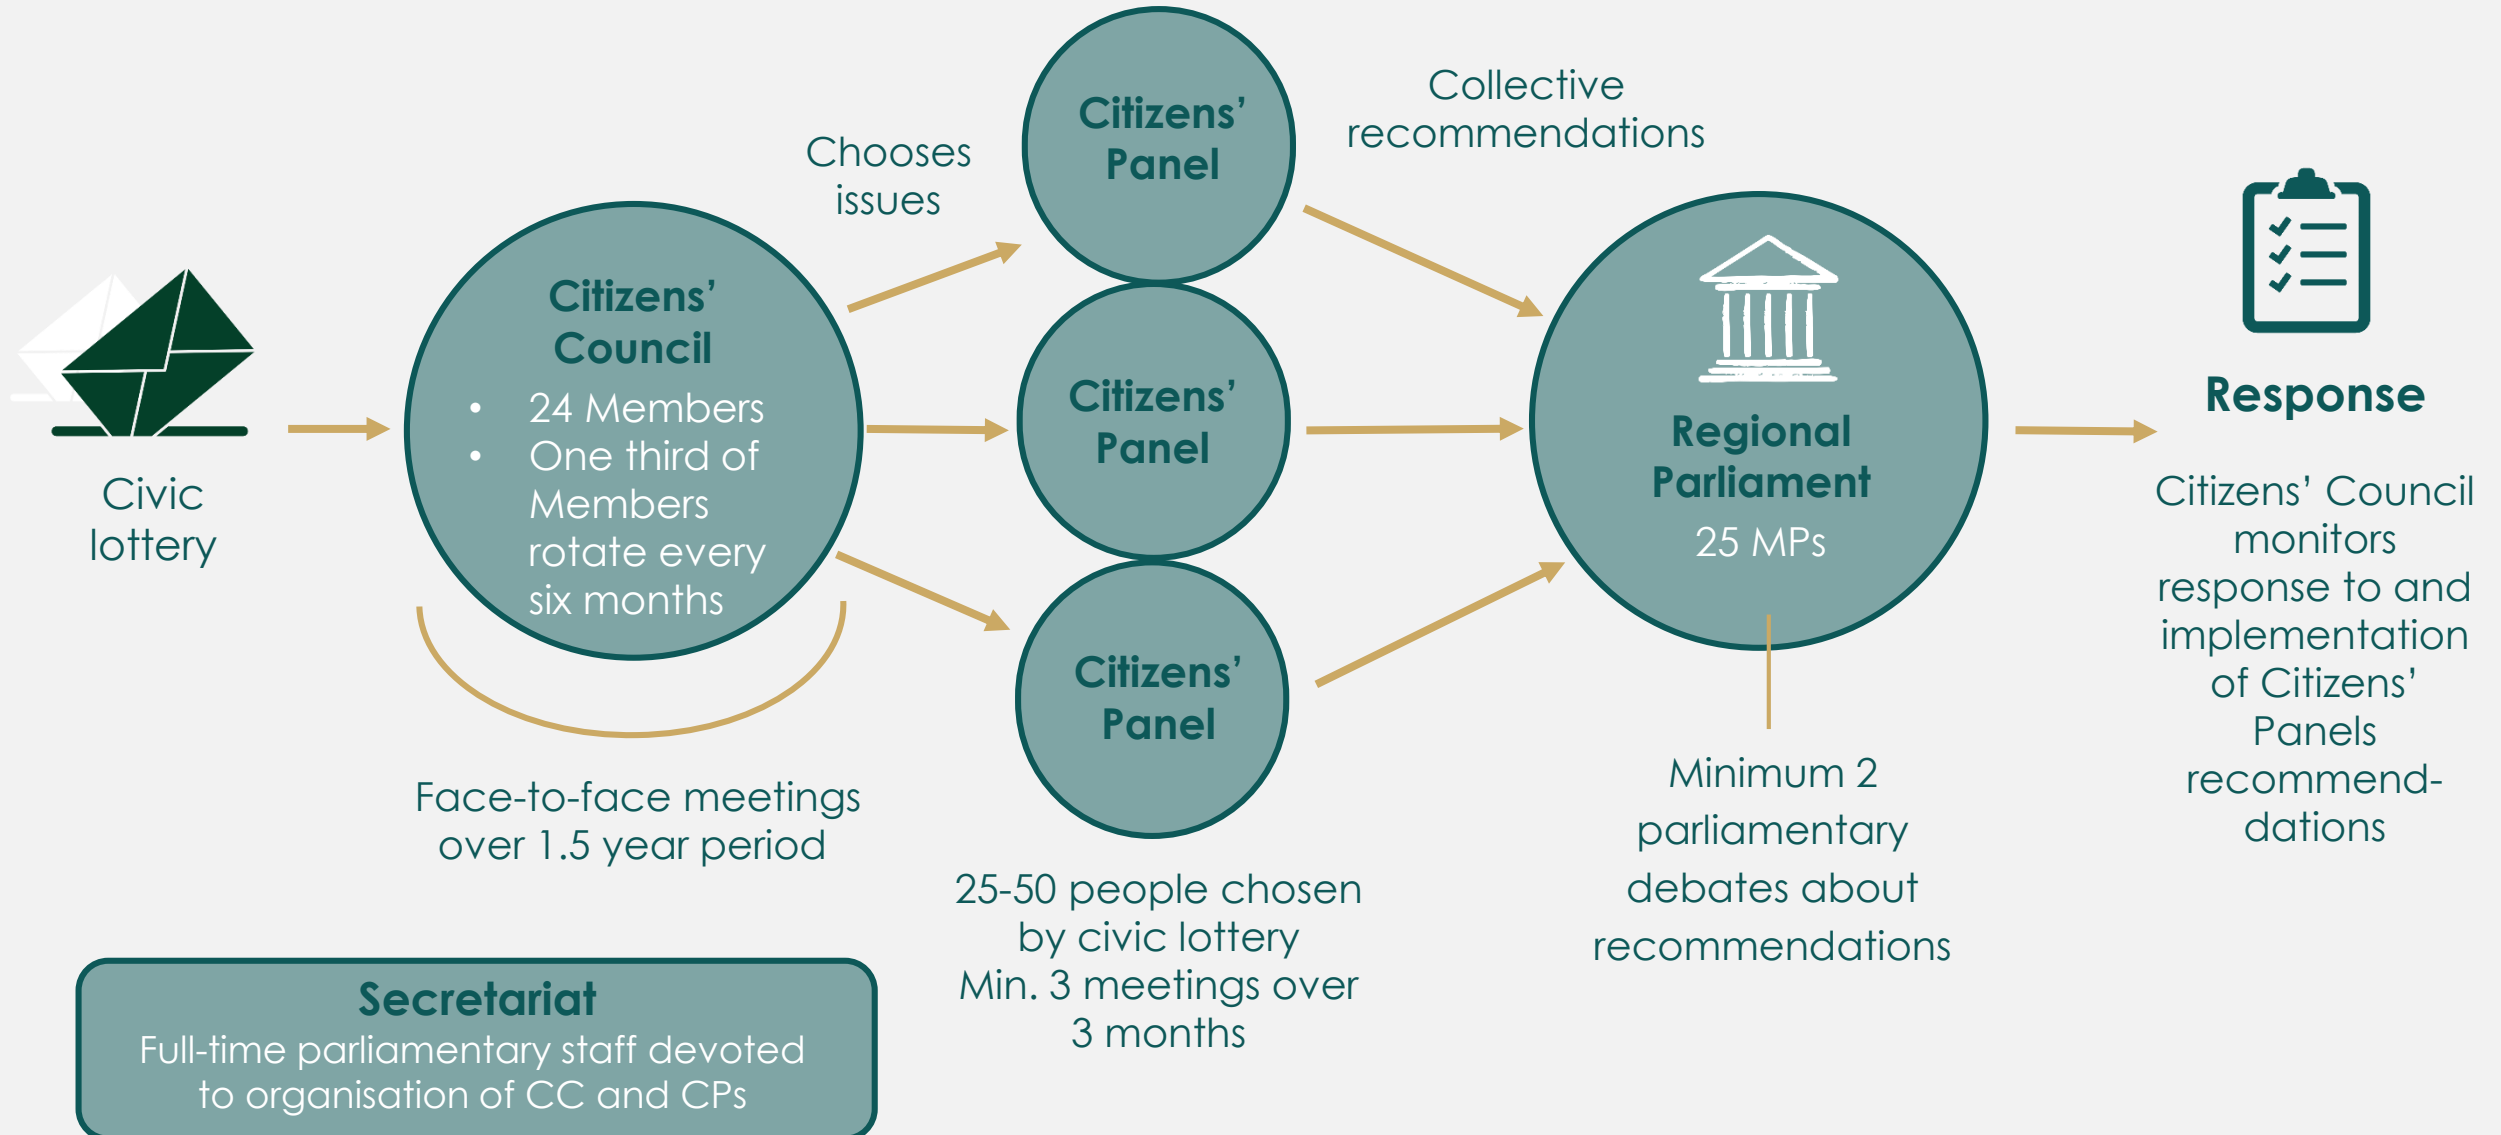 Civic
lottery
Citizens’
Council
• 24 Members
• One third of
Members
rotate every
six months
Face-to-face meetings
over 1.5 year period
Secretariat
Full-time parliamentary staff devoted
to organisation of CC and CPs
Chooses
issues
Citizens’
Panel
Citizens’
Panel
Citizens’
Panel
25-50 people chosen
by civic lottery
Min. 3 meetings over
3 months
Collective
recommendations
Regional
Parliament
25 MPs
Minimum 2
parliamentary
debates about
recommendations
Response
Citizens’ Council
monitors
response to and
implementation
of Citizens’
Panels
recommend-
dations